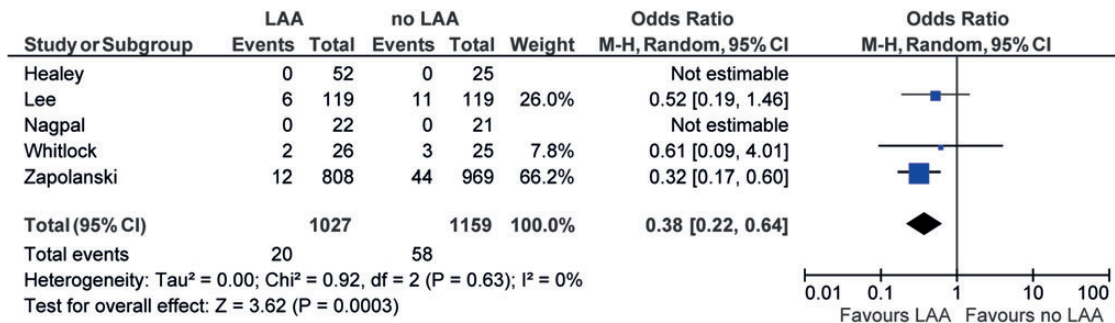 LAA no LAA Odds Ratio Odds Ratio
Study or Subgroup Events Total Events Total Weight M-H, Random, 95% CI M-H, Random, 95% CI
Healey 0 52 0 25 Not estimable
Lee 6 119 11 119 26.0% 0.52 [0.19, 1.46]
Nagpal 0 22 0 21 Not estimable
Whitlock 2 26 3 25 7.8% 0.61 [0.09, 4.01]
Zapolanski 12 808 44 969 66.2% 0.32 [0.17, 0.60]
Total (95% CI) 1027 1159 100.0% 0.38 [0.22, 0.64]
Total events 20 58
Heterogeneity: Tau² = 0.00; Chi² = 0.92, df = 2 (P = 0.63); I² = 0%
Test for overall effect: Z = 3.62 (P = 0.0003)
0.01 0.1 1 10 100
Favours LAA Favours no LAA